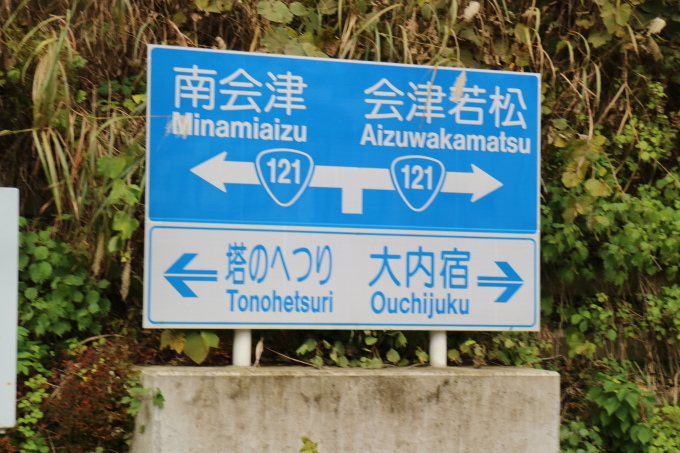 南会津 会津若松
Minamiaizu Aizuwakamatsu
121 121
塔のへつり 大内宿
Tonohetsuri Ouchijuku